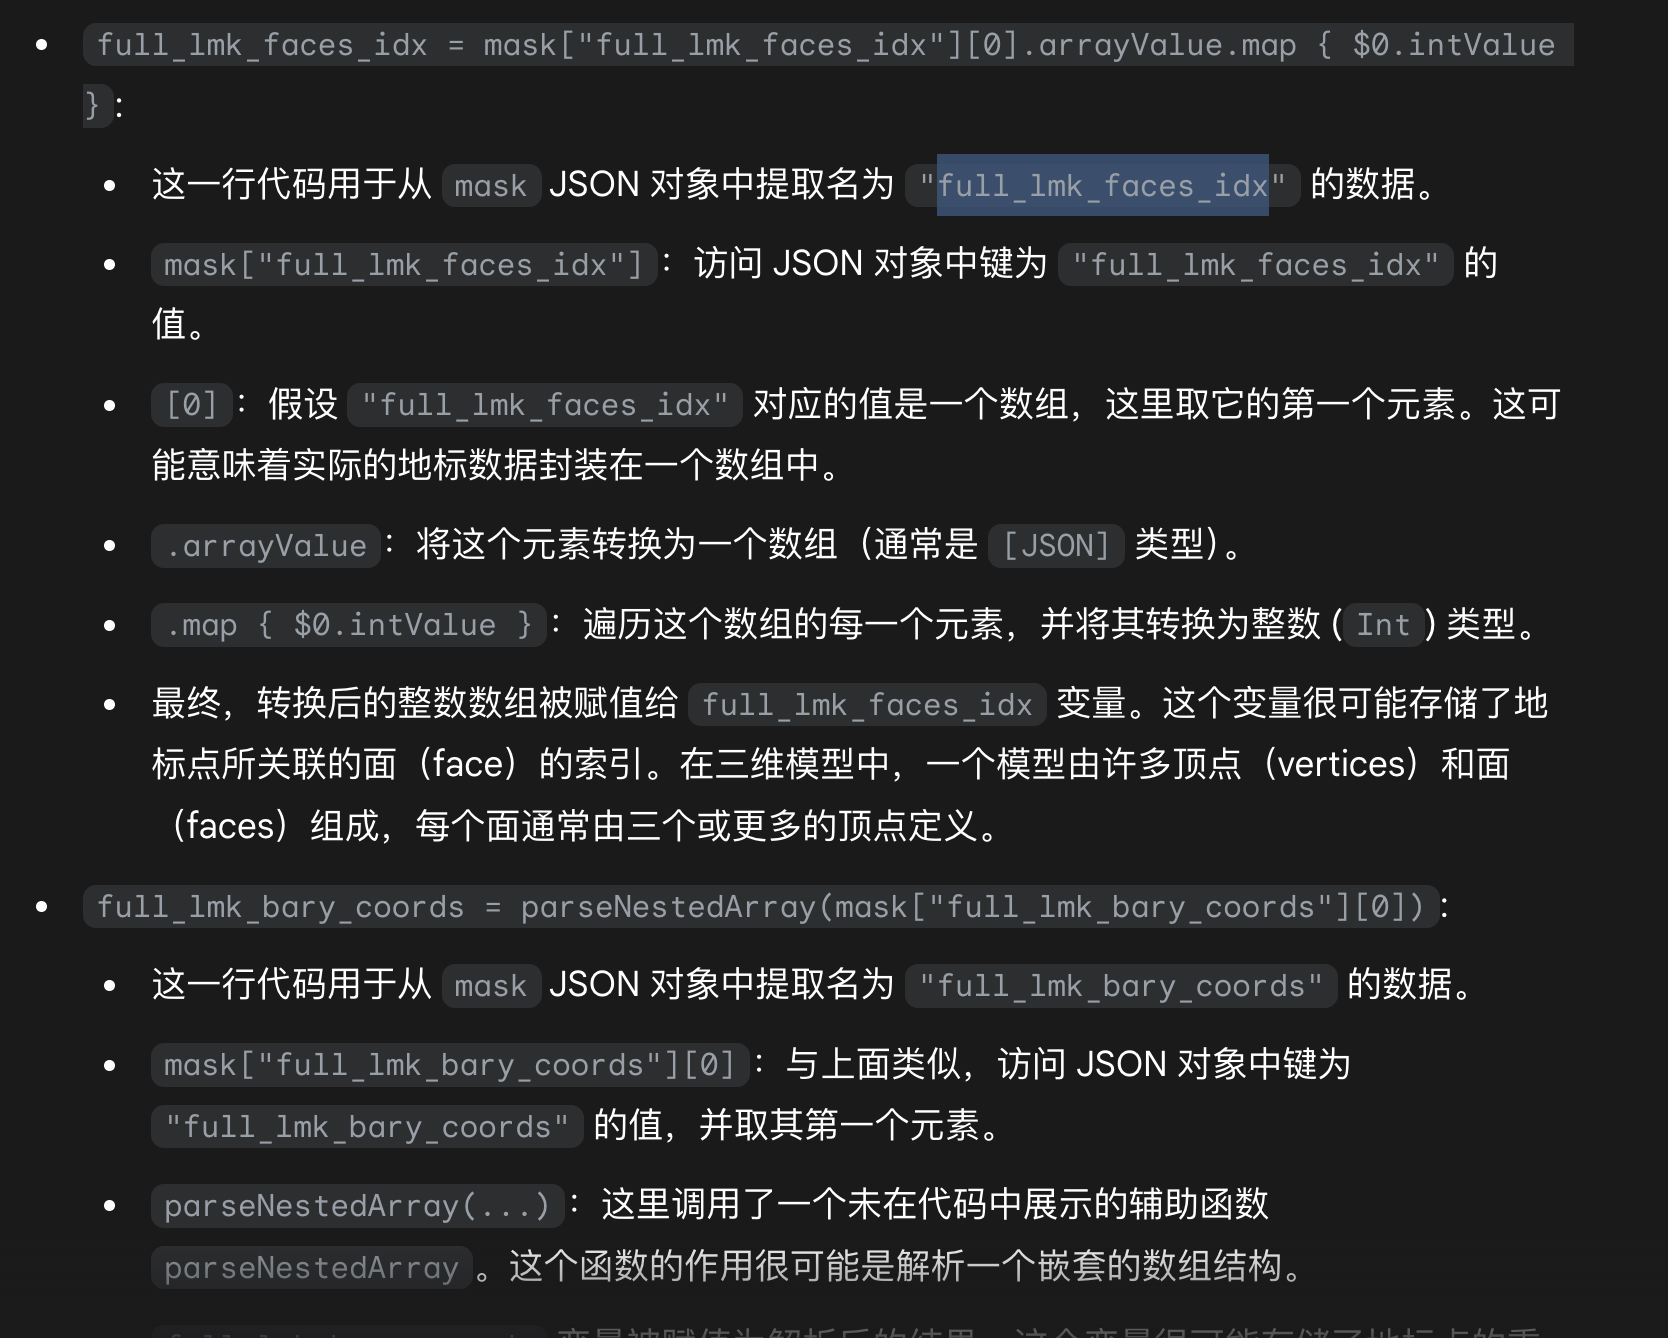 full_lmk_faces_idx = mask["full_lmk_faces_idx"][0].arrayValue.map { $0.intValue
}:
这一行代码用于从 mask JSON 对象中提取名为 "full_lmk_faces_idx" 的数据。
mask["full_lmk_faces_idx"]：访问 JSON 对象中键为 "full_lmk_faces_idx" 的
值。
[0]：假设 "full_lmk_faces_idx" 对应的值是一个数组，这里取它的第一个元素。这可
能意味着实际的地标数据封装在一个数组中。
.arrayValue：将这个元素转换为一个数组（通常是 [JSON] 类型）。
.map { $0.intValue }：遍历这个数组的每一个元素，并将其转换为整数 (Int) 类型。
最终，转换后的整数数组被赋值给 full_lmk_faces_idx 变量。这个变量很可能存储了地
标点所关联的面（face）的索引。在三维模型中，一个模型由许多顶点（vertices）和面
（faces）组成，每个面通常由三个或更多的顶点定义。
full_lmk_bary_coords = parseNestedArray(mask["full_lmk_bary_coords"][0]):
这一行代码用于从 mask JSON 对象中提取名为 "full_lmk_bary_coords" 的数据。
mask["full_lmk_bary_coords"][0]：与上面类似，访问 JSON 对象中键为
"full_lmk_bary_coords" 的值，并取其第一个元素。
parseNestedArray(...)：这里调用了一个未在代码中展示的辅助函数
parseNestedArray。这个函数的作用很可能是解析一个嵌套的数组结构。